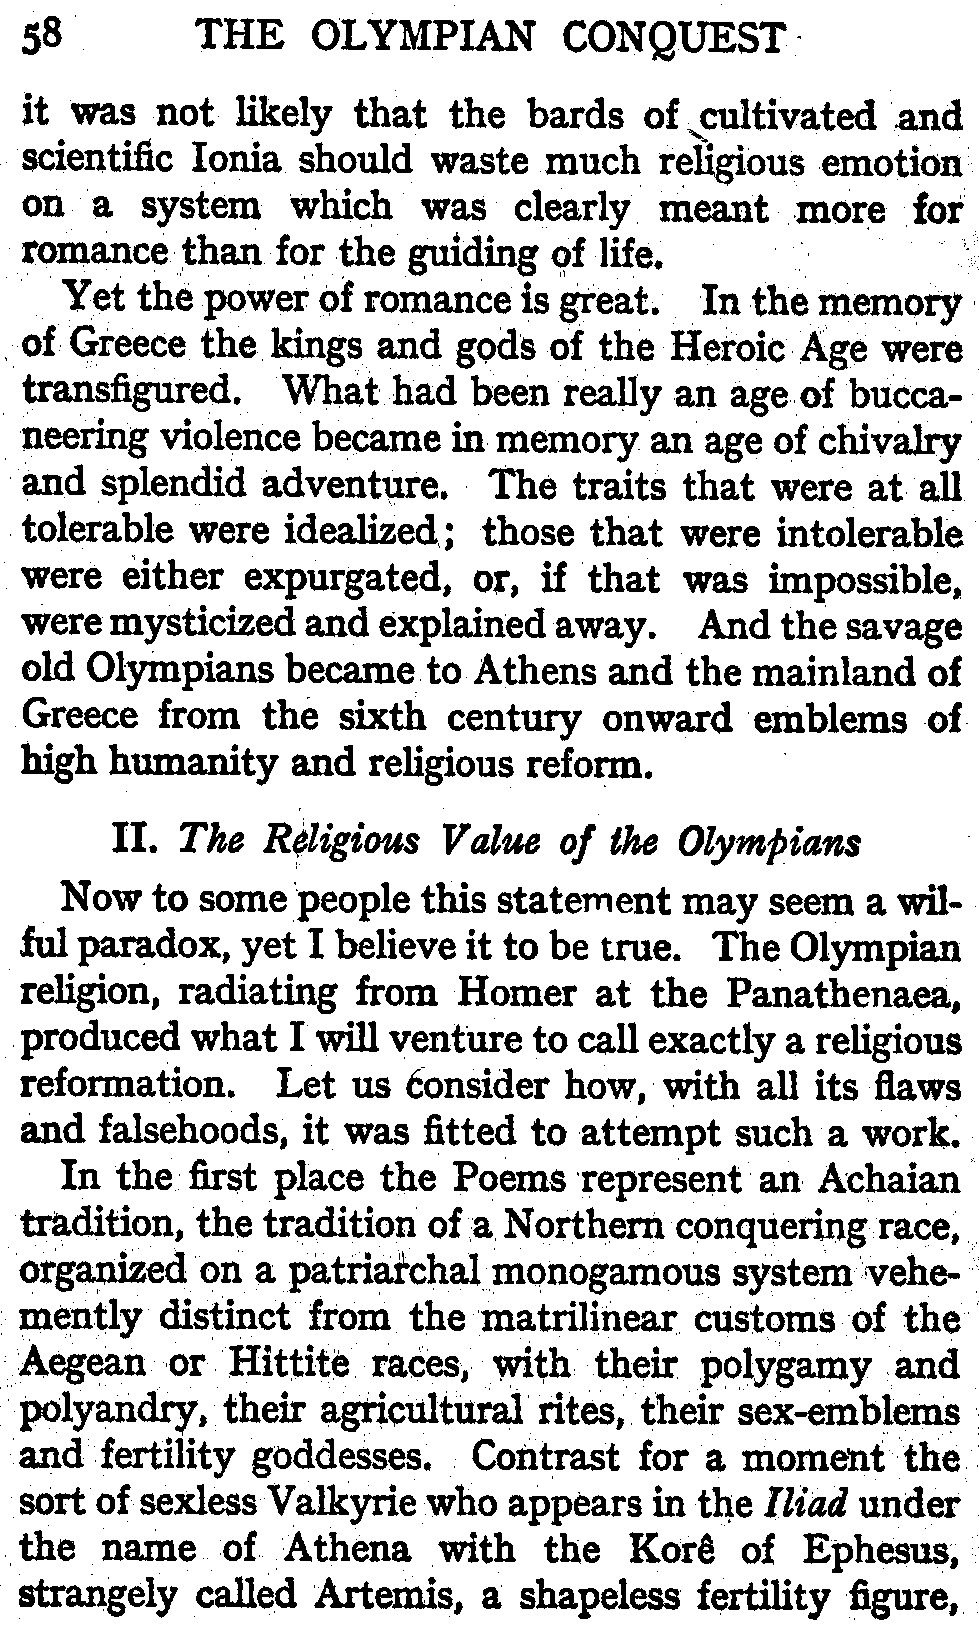 58 THE OLYMPIAN CONQUEST
it was not likely that the bards of cultivated and
scientific Ionia should waste much religious emotion
on a system which was clearly meant more for
romance than for the guiding of life.
Yet the power of romance is great. In the memory
of Greece the kings and gods of the Heroic Age were
transfigured. What had been really an age of bucca-
neering violence became in memory an age of chivalry
and splendid adventure. The traits that were at all
tolerable were idealized; those that were intolerable
were either expurgated, or, if that was impossible,
were mysticized and explained away. And the savage
old Olympians became to Athens and the mainland of
Greece from the sixth century onward emblems of
high humanity and religious reform.
II. The Religious Value of the Olympians
Now to some people this statement may seem a wil-
ful paradox, yet I believe it to be true. The Olympian
religion, radiating from Homer at the Panathenaea,
produced what I will venture to call exactly a religious
reformation. Let us consider how, with all its flaws
and falsehoods, it was fitted to attempt such a work.
In the first place the Poems represent an Achaian
tradition, the tradition of a Northern conquering race,
organized on a patriarchal monogamous system vehe-
mently distinct from the matrilinear customs of the
Aegean or Hittite races, with their polygamy and
polyandry, their agricultural rites, their sex-emblems
and fertility goddesses. Contrast for a moment the
sort of sexless Valkyrie who appears in the Iliad under
the name of Athena with the Korê of Ephesus,
strangely called Artemis, a shapeless fertility figure,